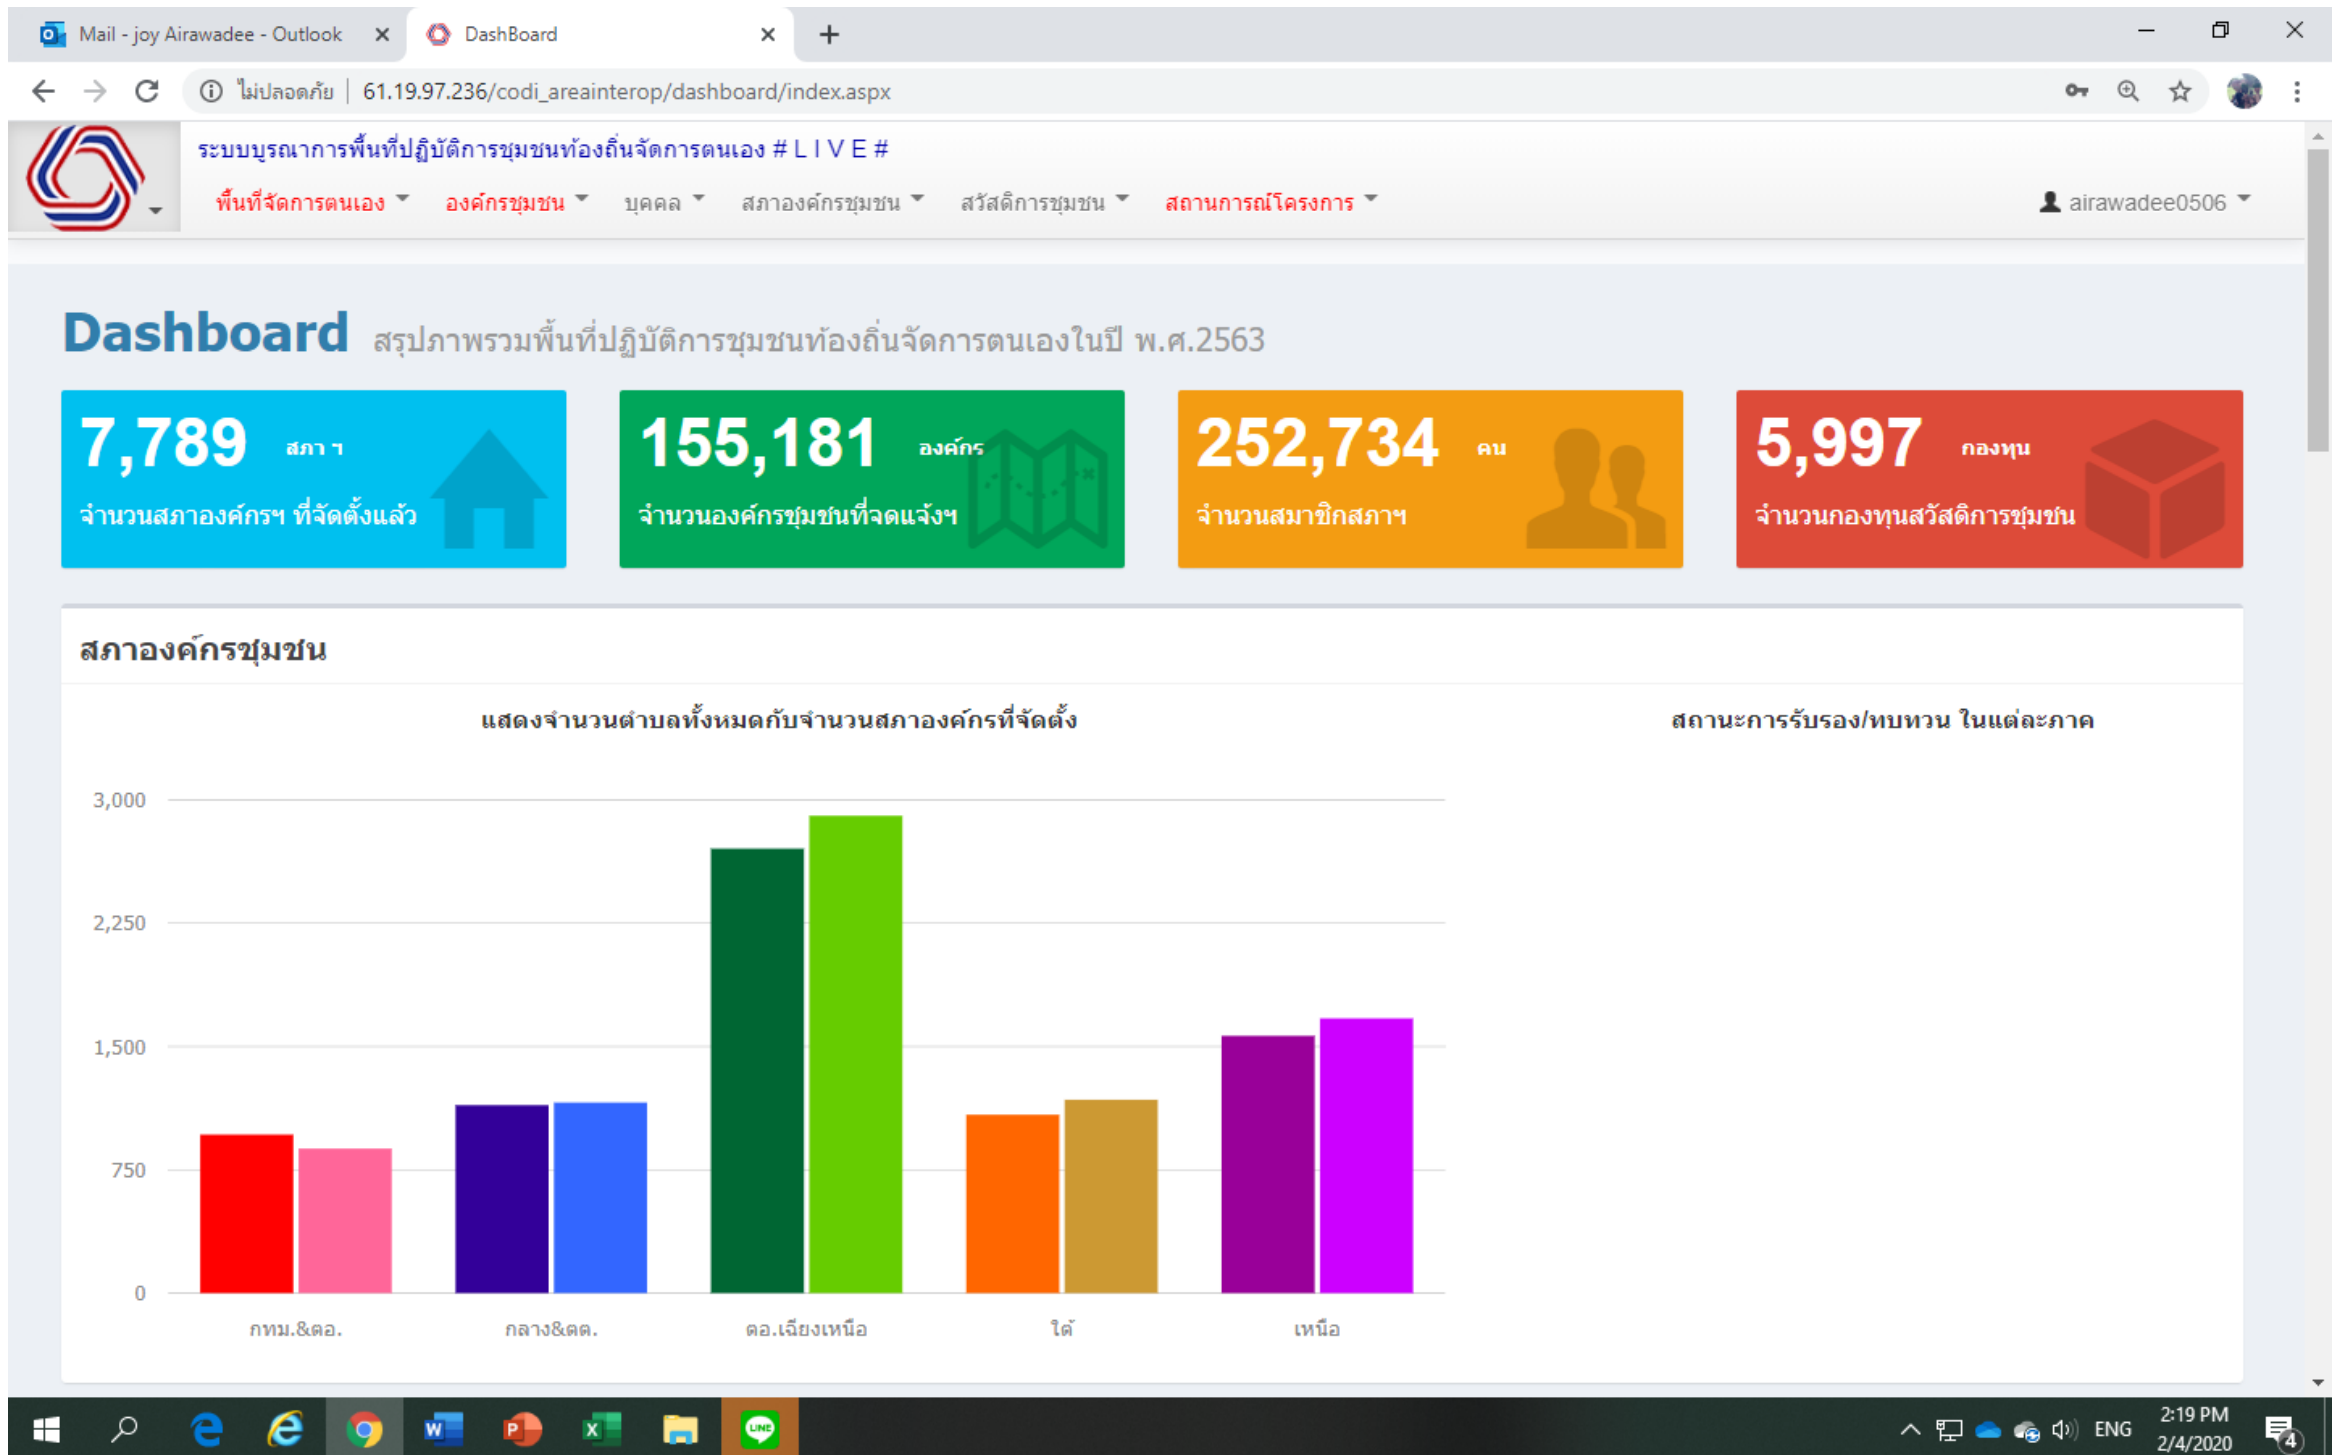 Mail - joy Airawadee - Outlook
DashBoard
ไม่ปลอดภัย | 61.19.97.236/codi_areainterop/dashboard/index.aspx
ระบบบูรณาการพื้นที่ปฏิบัติการชุมชนท้องถิ่นจัดการตนเอง # L I V E #
พื้นที่จัดการตนเอง องค์กรชุมชน บุคคล สภาองค์กรชุมชน สวัสดิการชุมชน สถานการณ์โครงการ airawadee0506
Dashboard สรุปภาพรวมพื้นที่ปฏิบัติการชุมชนท้องถิ่นจัดการตนเองในปี พ.ศ.2563
7,789 สภา ฯ
จำนวนสภาองค์กรฯ ที่จัดตั้งแล้ว
155,181 องค์กร
จำนวนองค์กรชุมชนที่จดแจ้งฯ
252,734 คน
จำนวนสมาชิกสภาฯ
5,997 กองทุน
จำนวนกองทุนสวัสดิการชุมชน
สภาองค์กรชุมชน
แสดงจำนวนตำบลทั้งหมดกับจำนวนสภาองค์กรที่จัดตั้ง
สถานะการรับรอง/ทบทวน ในแต่ละภาค
3,000
2,250
1,500
750
0
กทม.&ตอ. กลาง&ตต. ตอ.เฉียงเหนือ ใต้ เหนือ
LINE
ENG
2:19 PM
2/4/2020
4